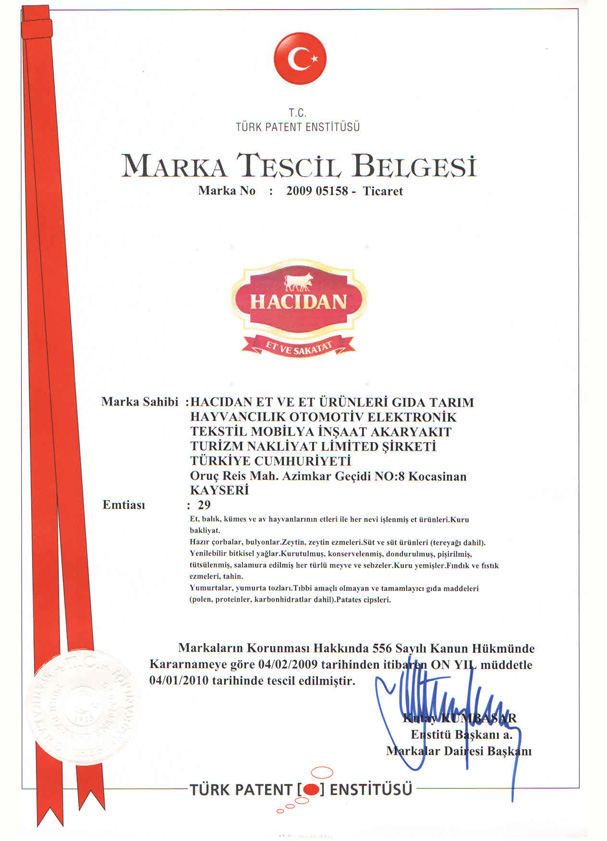 T.C.
TÜRK PATENT ENSTİTÜSÜ
MARKA TESCİL BELGESİ
Marka No : 2009 05158 - Ticaret
HACIDAN
ET VE SAKATAT
Marka Sahibi :HACIDAN ET VE ET ÜRÜNLERİ GIDA TARIM
HAYVANCILIK OTOMOTİV ELEKTRONİK
TEKSTİL MOBİLYA İNŞAAT AKARYAKIT
TURİZM NAKLİYAT LİMİTED ŞİRKETİ
TÜRKİYE CUMHURİYETİ
Oruç Reis Mah. Azimkar Geçidi NO:8 Kocasinan
KAYSERİ
Emtiası : 29
Et, balık, kümes ve av hayvanlarının etleri ile her nevi işlenmiş et ürünleri.Kuru
bakliyat.
Hazır çorbalar, bulyonlar.Zeytin, zeytin ezmeleri.Süt ve süt ürünleri (tereyağı dahil).
Yenilebilir bitkisel yağlar.Kurutulmuş, konservelenmiş, dondurulmuş, pişirilmiş,
tütsülenmiş, salamura edilmiş her türlü meyve ve sebzeler.Kuru yemişler.Fındık ve fıstık
ezmeleri, tahin.
Yumurtalar, yumurta tozları.Tıbbi amaçlı olmayan ve tamamlayıcı gıda maddeleri
(polen, proteinler, karbonhidratlar dahil).Patates cipsleri.
Markaların Korunması Hakkında 556 Sayılı Kanun Hükmünde
Kararnameye göre 04/02/2009 tarihinden itibaren ON YIL müddetle
04/01/2010 tarihinde tescil edilmiştir.
KUMBASAR
Enstitü Başkanı a.
Markalar Dairesi Başkanı
TÜRK PATENT [ ] ENSTİTÜSÜ